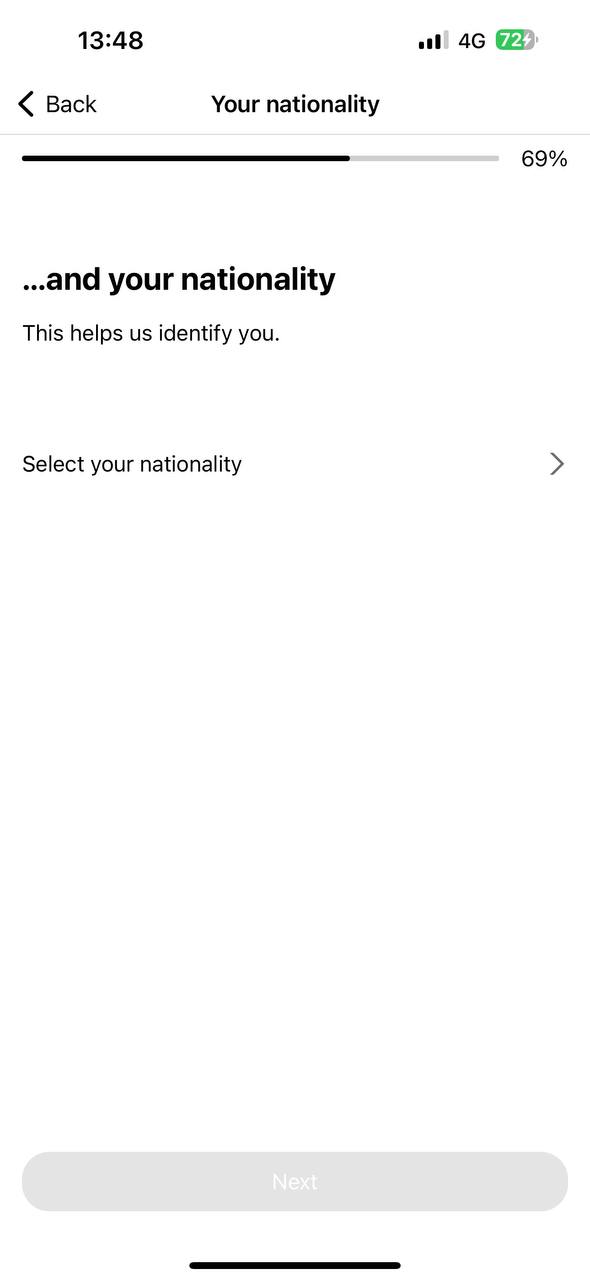 13:48
4G 72
Back
Your nationality
69%
...and your nationality
This helps us identify you.
Select your nationality
Next